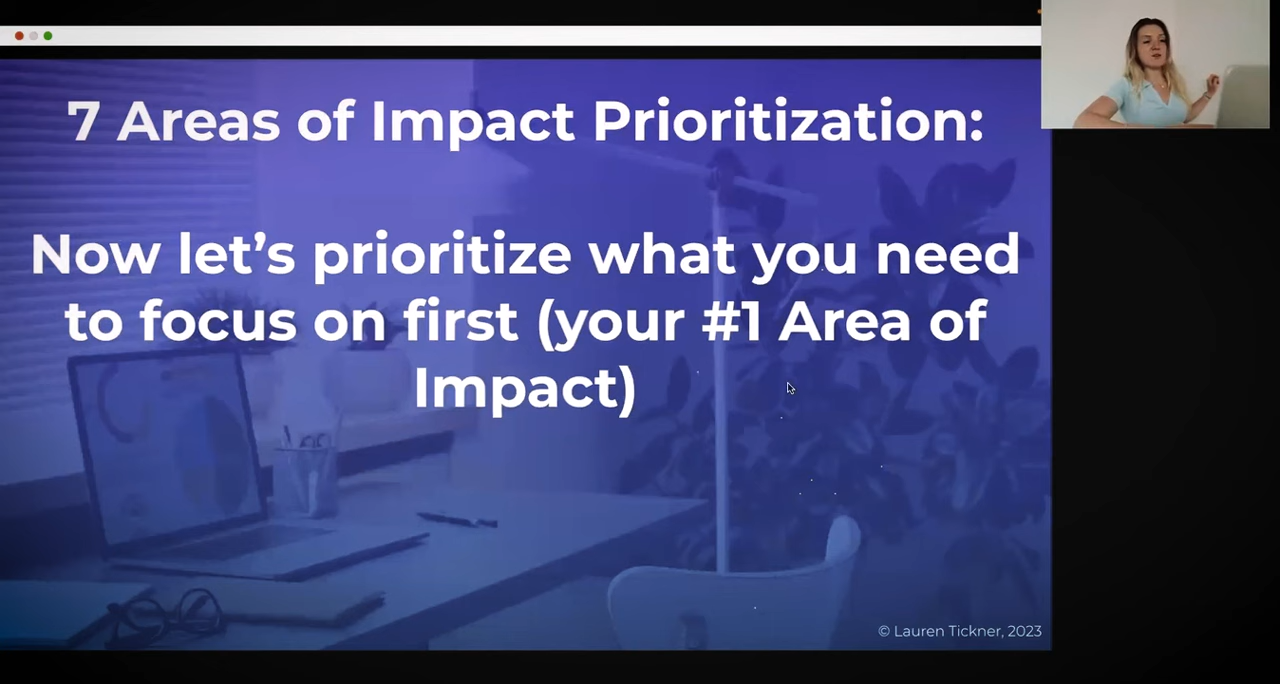 7 Areas of Impact Prioritization:
Now let’s prioritize what you need
to focus on first (your #1 Area of
Impact)
© Lauren Tickner, 2023